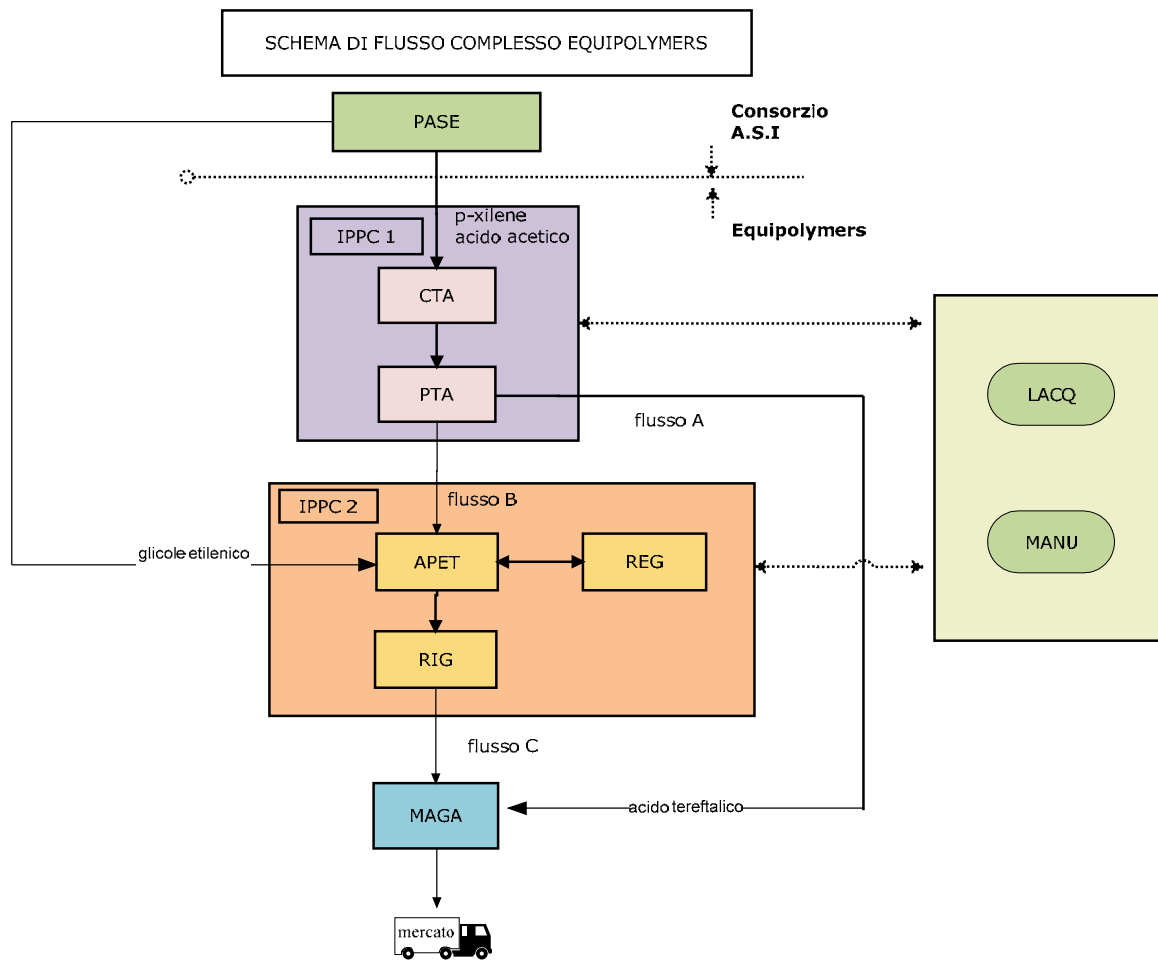 SCHEMA DI FLUSSO COMPLESSO EQUIPOLYMERS
PASE
Consorzio
A.S.I
p-xilene
acido acetico
IPPC 1
Equipolymers
CTA
PTA
flusso A
LACQ
IPPC 2
flusso B
MANU
glicole etilenico
APET
REG
RIG
flusso C
MAGA
acido tereftalico
mercato